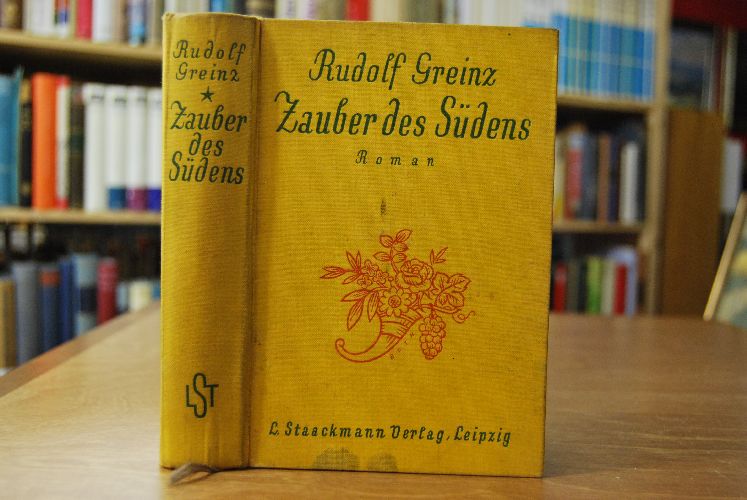 Rudolf
Greinz
Zauber
des
Südens
LST
Rudolf Greinz
Zauber des Südens
Roman
L. Staackmann Verlag, Leipzig